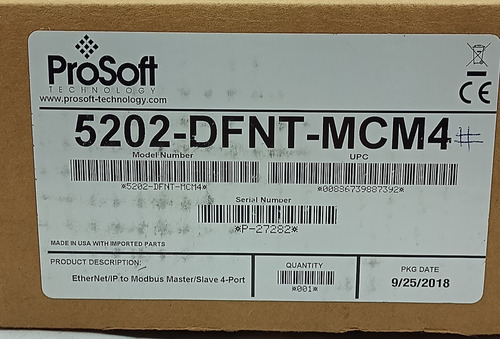 ProSoft
TECHNOLOGY
www.prosoft-technology.com
CE
5202-DFNT-MCM4 #
Model Number
UPC
*5202-DFNT-MCM4*
*00886739887392*
Serial Number
*P-27282*
MADE IN USA WITH IMPORTED PARTS
PRODUCT DESCRIPTION:
EtherNet/IP to Modbus Master/Slave 4-Port
QUANTITY
*001*
PKG DATE
9/25/2018